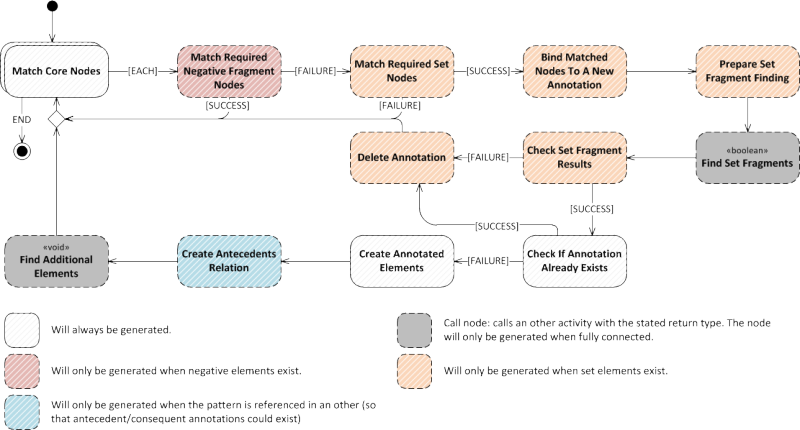 Match Core Nodes
[EACH]
Match Required
Negative Fragment
Nodes
[FAILURE]
Match Required Set
Nodes
[SUCCESS]
Bind Matched
Nodes To A New
Annotation
Prepare Set
Fragment Finding
[SUCCESS]
[FAILURE]
END
Delete Annotation
[FAILURE]
Check Set Fragment
Results
«boolean»
Find Set Fragments
[SUCCESS]
[SUCCESS]
«void»
Find Additional
Elements
Create Antecedents
Relation
Create Annotated
Elements
[FAILURE]
Check If Annotation
Already Exists
Will always be generated.
Call node: calls an other activity with the stated return type. The node
will only be generated when fully connected.
Will only be generated when negative elements exist.
Will only be generated when set elements exist.
Will only be generated when the pattern is referenced in an other (so
that antecedent/consequent annotations could exist)